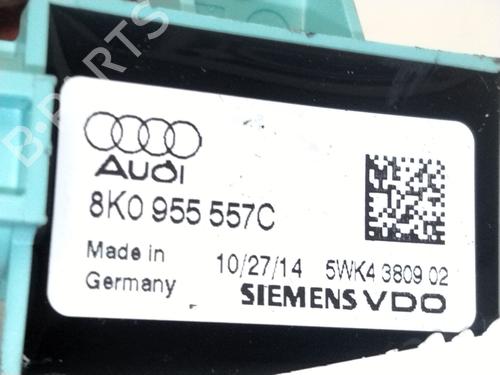 B-PARTS
Audi
8K0 955 557C
Made in
Germany
10/27/14 5WK4 3809 02
SIEMENS VDO